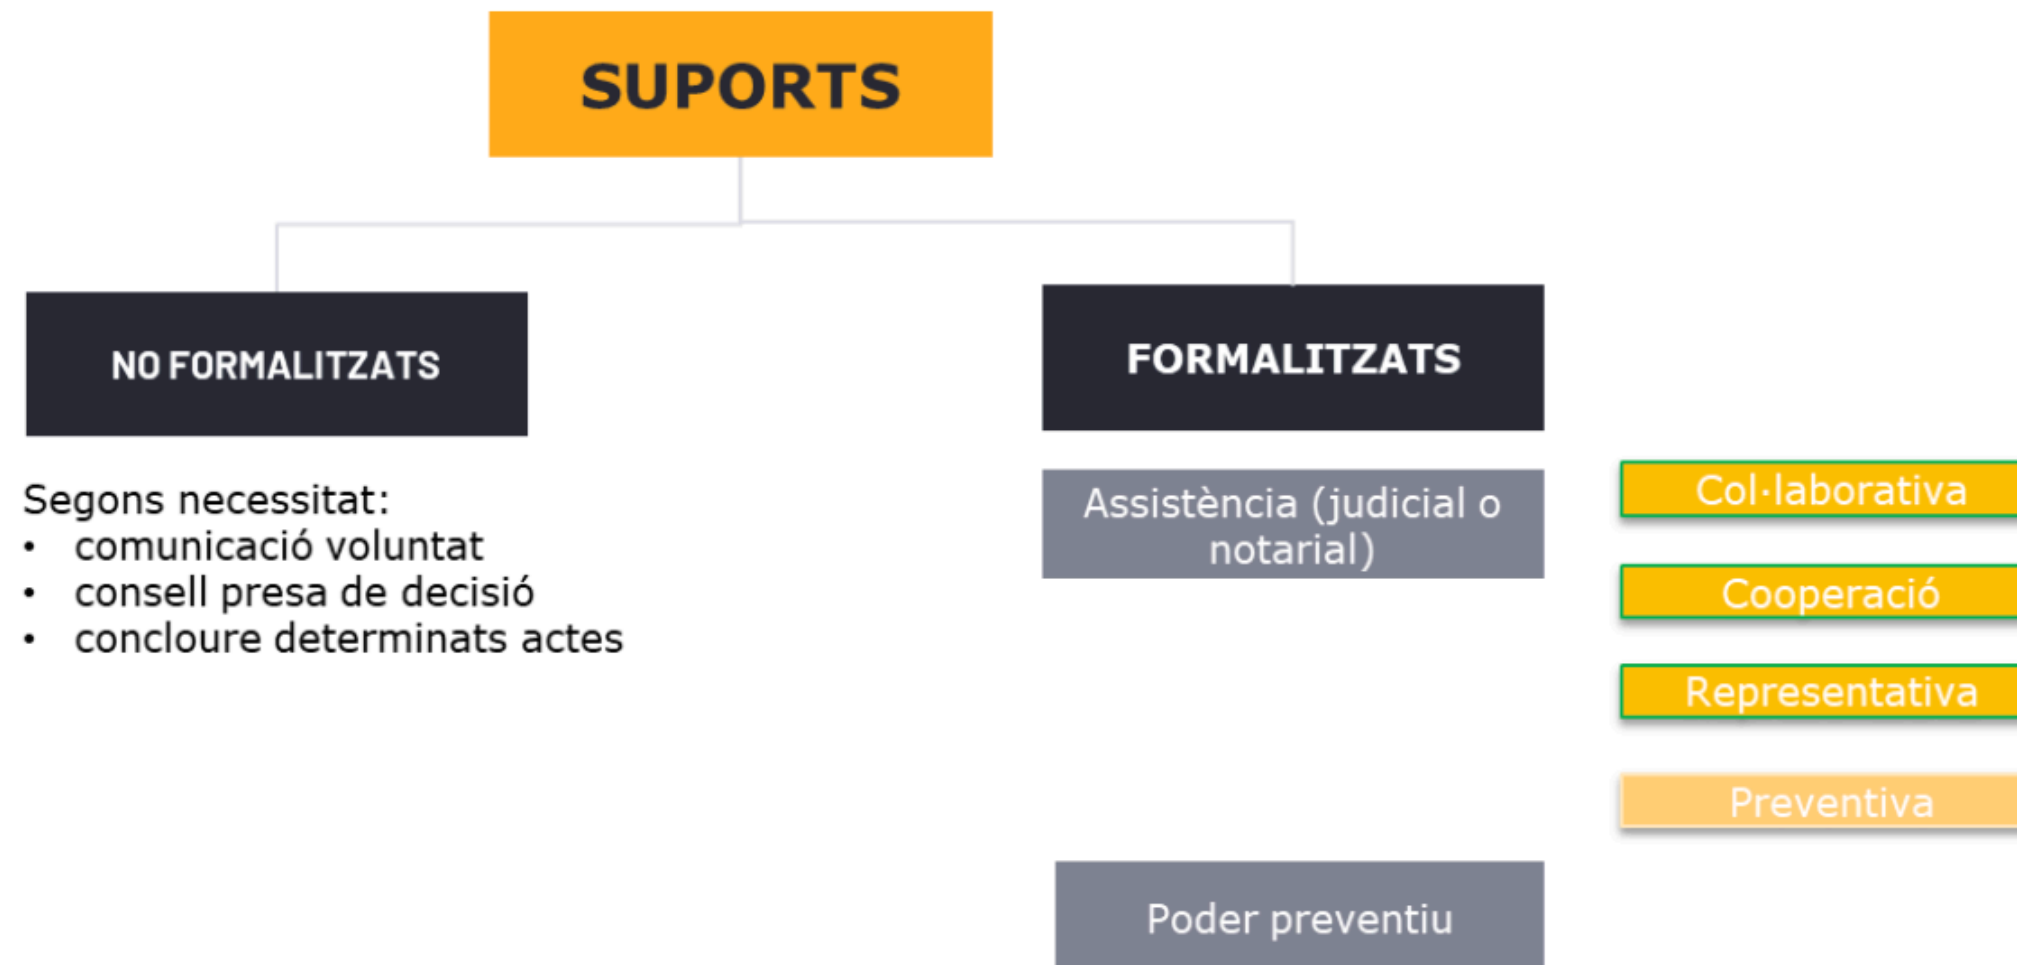 SUPORTS
NO FORMALITZATS
FORMALITZATS
Segons necessitat:
• comunicació voluntat
• consell presa de decisió
• concloure determinats actes
Assistència (judicial o
notarial)
Col·laborativa
Cooperació
Representativa
Preventiva
Poder preventiu